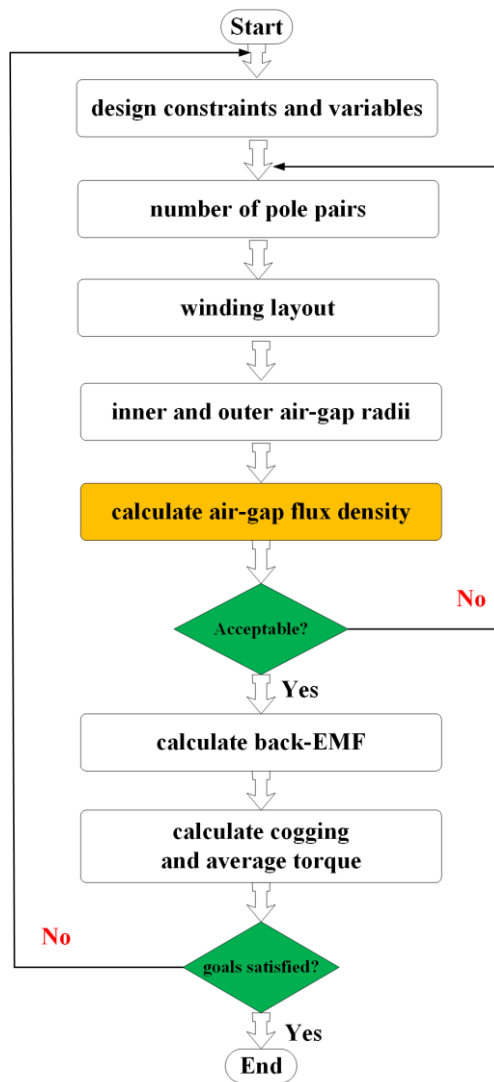 Start
design constraints and variables
number of pole pairs
winding layout
inner and outer air-gap radii
calculate air-gap flux density
Acceptable?
No
Yes
calculate back-EMF
calculate cogging
and average torque
No
goals satisfied?
Yes
End